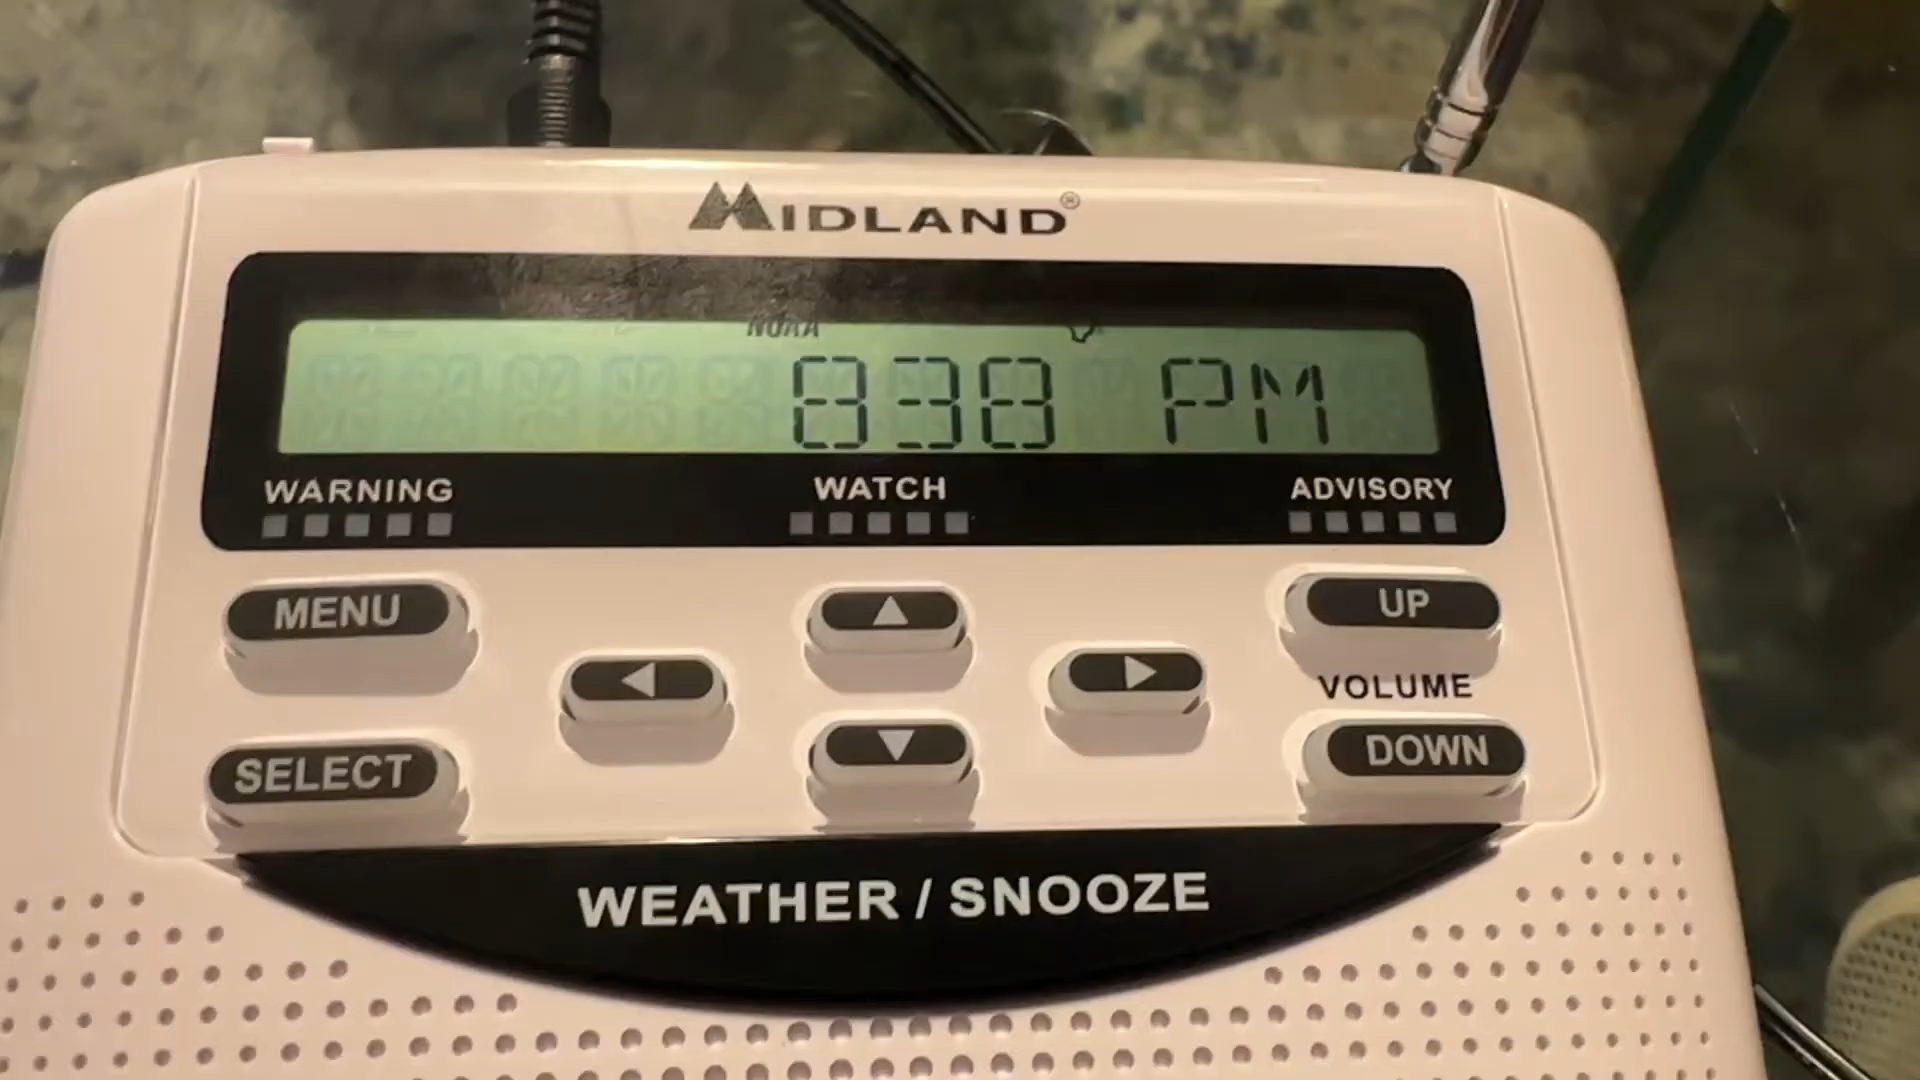 MIDLAND®
NOAA
838 PM
WARNING
WATCH
ADVISORY
MENU
UP
VOLUME
SELECT
DOWN
WEATHER / SNOOZE